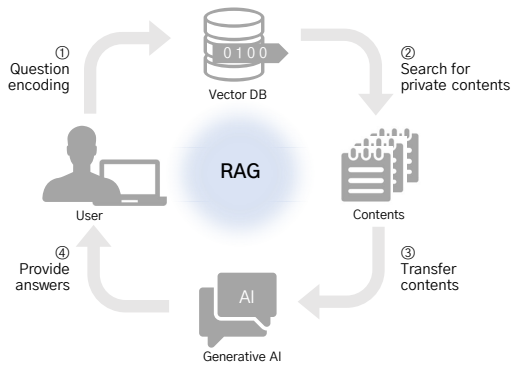 ①
Question
encoding
0100
Vector DB
②
Search for
private contents
RAG
User
Contents
④
Provide
answers
③
Transfer
contents
AI
Generative AI